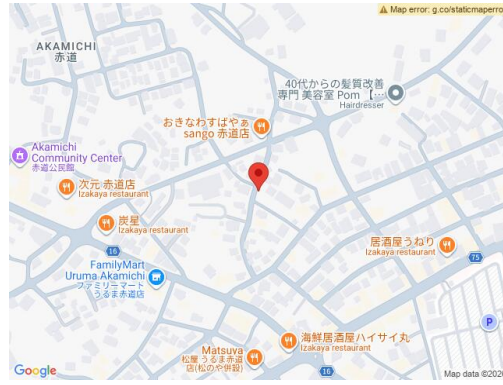 Map error: g.co/staticmaperro
AKAMICHI
赤道
40代からの髪質改善
専門 美容室 Pom 【…
Hairdresser
おきなわすばやぁ
sango 赤道店
Akamichi
Community Center
赤道公民館
次元 赤道店
Izakaya restaurant
炭星
Izakaya restaurant
居酒屋うねり
Izakaya restaurant
16
75
FamilyMart
Uruma Akamichi
ファミリーマート
うるま赤道店
P
16
海鮮居酒屋ハイサイ丸
Izakaya restaurant
Matsuya
松屋 うるま赤道
店(松のや併設)
Google
Map data ©202